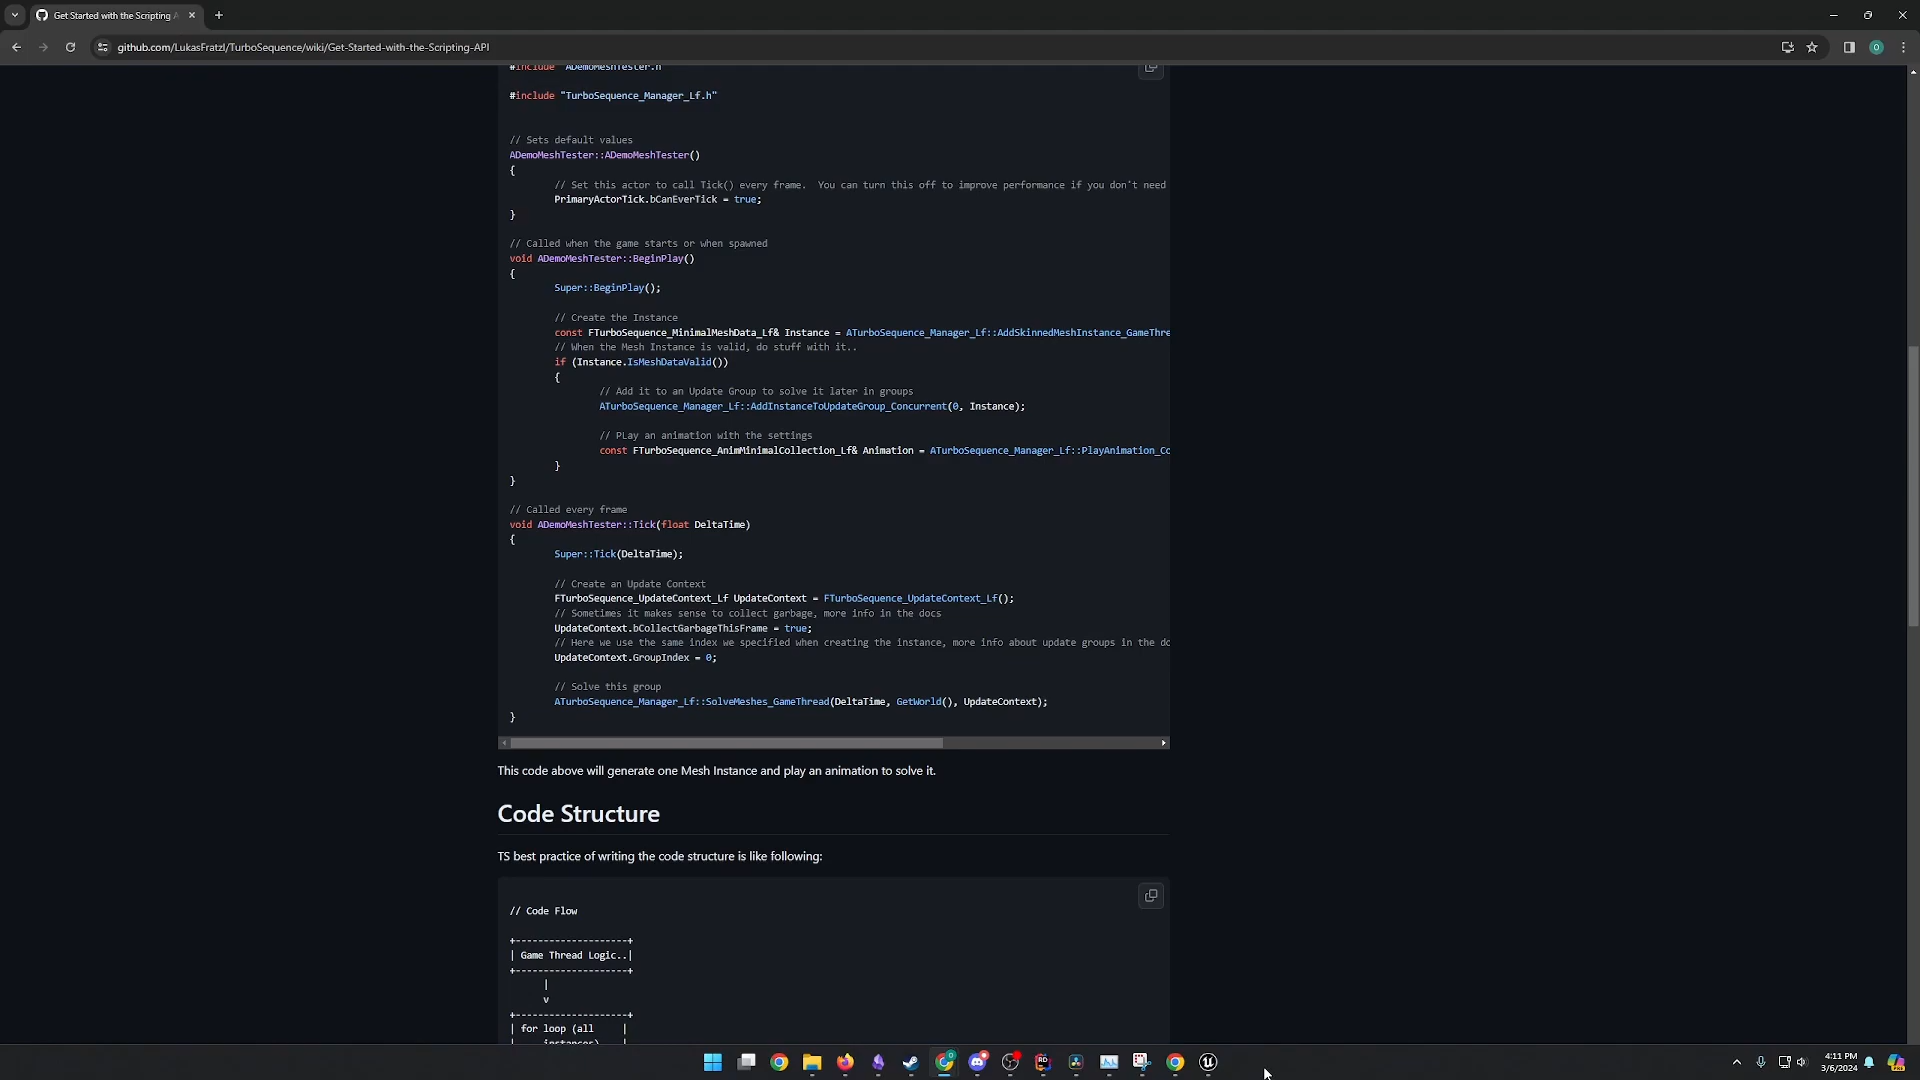 Get Started with the Scripting A
github.com/LukasFratzl/TurboSequence/wiki/Get-Started-with-the-Scripting-API
O
#include "ADemoMeshTester.h"
#include "TurboSequence_Manager_Lf.h"
// Sets default values
ADemoMeshTester::ADemoMeshTester()
{
// Set this actor to call Tick() every frame.  You can turn this off to improve performance if you don't need
PrimaryActorTick.bCanEverTick = true;
}
// Called when the game starts or when spawned
void ADemoMeshTester::BeginPlay()
{
Super::BeginPlay();
// Create the Instance
const FTurboSequence_MinimalMeshData_Lf& Instance = ATurboSequence_Manager_Lf::AddSkinnedMeshInstance_GameThre
// When the Mesh Instance is valid, do stuff with it..
if (Instance.IsMeshDataValid())
{
// Add it to an Update Group to solve it later in groups
ATurboSequence_Manager_Lf::AddInstanceToUpdateGroup_Concurrent(0, Instance);
// PLay an animation with the settings
const FTurboSequence_AnimMinimalCollection_Lf& Animation = ATurboSequence_Manager_Lf::PlayAnimation_Co
}
}
// Called every frame
void ADemoMeshTester::Tick(float DeltaTime)
{
Super::Tick(DeltaTime);
// Create an Update Context
FTurboSequence_UpdateContext_Lf UpdateContext = FTurboSequence_UpdateContext_Lf();
// Sometimes it makes sense to collect garbage, more info in the docs
UpdateContext.bCollectGarbageThisFrame = true;
// Here we use the same index we specified when creating the instance, more info about update groups in the do
UpdateContext.GroupIndex = 0;
// Solve this group
ATurboSequence_Manager_Lf::SolveMeshes_GameThread(DeltaTime, GetWorld(), UpdateContext);
}
This code above will generate one Mesh Instance and play an animation to solve it.
Code Structure
TS best practice of writing the code structure is like following:
// Code Flow
+--------------------+
| Game Thread Logic..|
+--------------------+
|
v
+--------------------+
| for loop (all     |
|    instances)
4:11 PM
3/6/2024